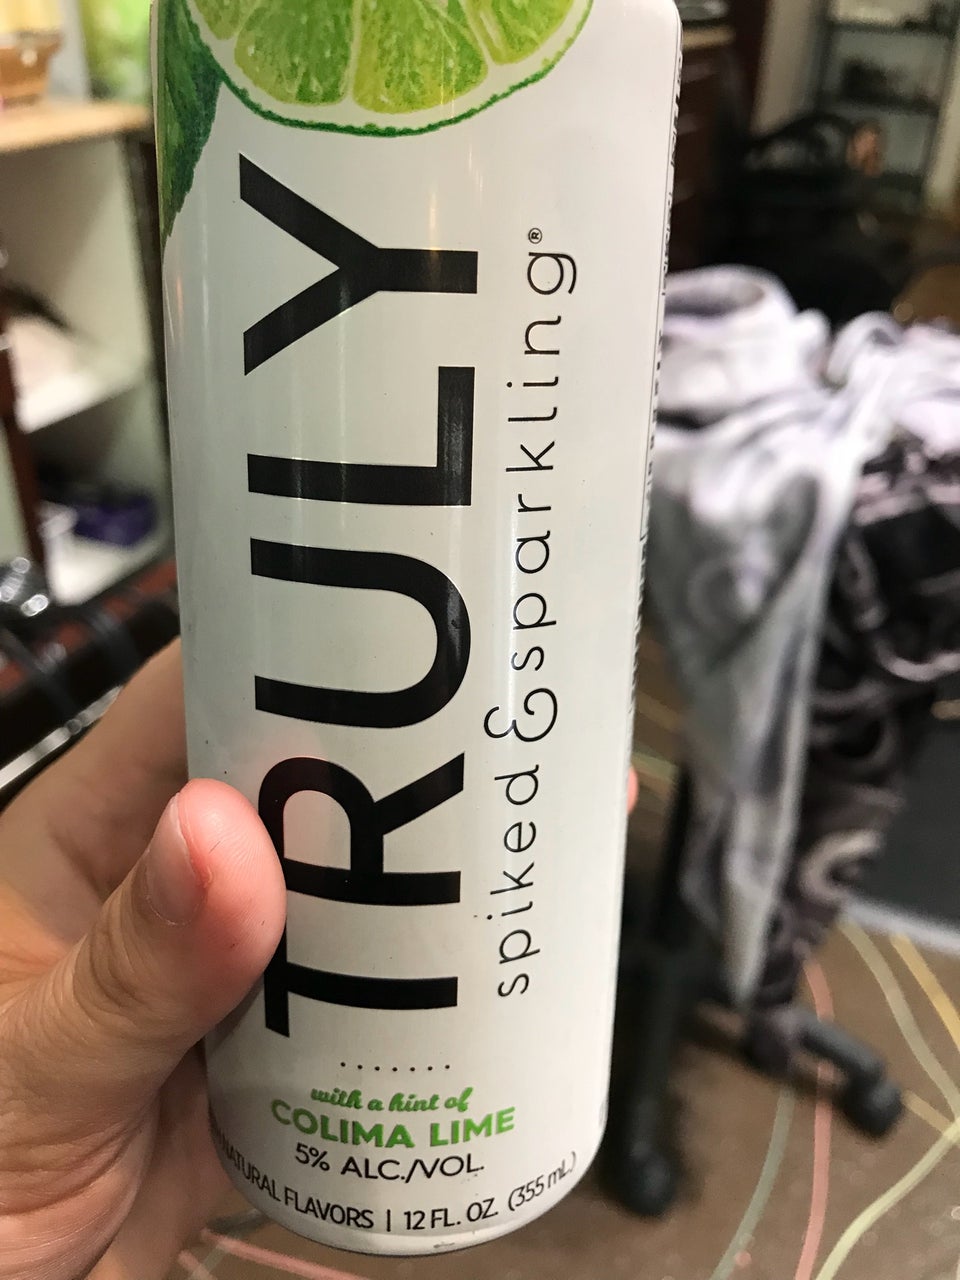 TRULY
spiked & sparkling®
with a hint of
COLIMA LIME
5% ALC./VOL.
NATURAL FLAVORS | 12 FL. OZ. (355 mL)